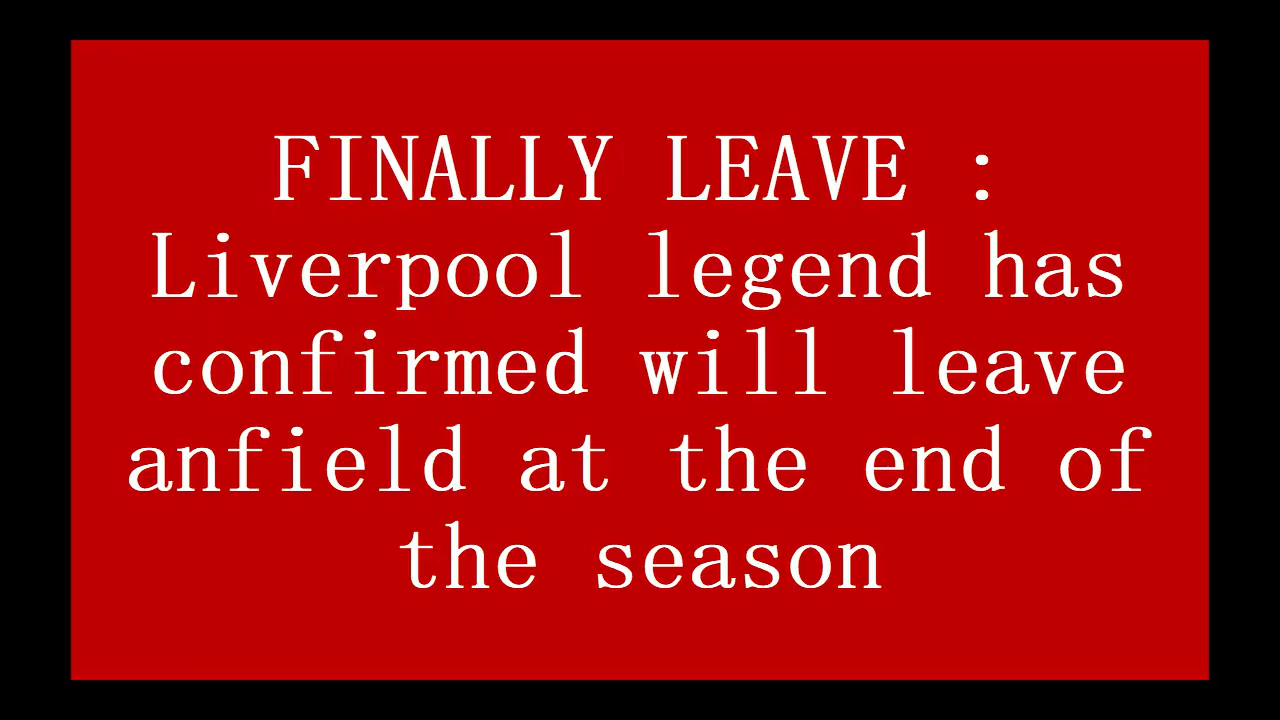 FINALLY LEAVE :
Liverpool legend has
confirmed will leave
anfield at the end of
the season